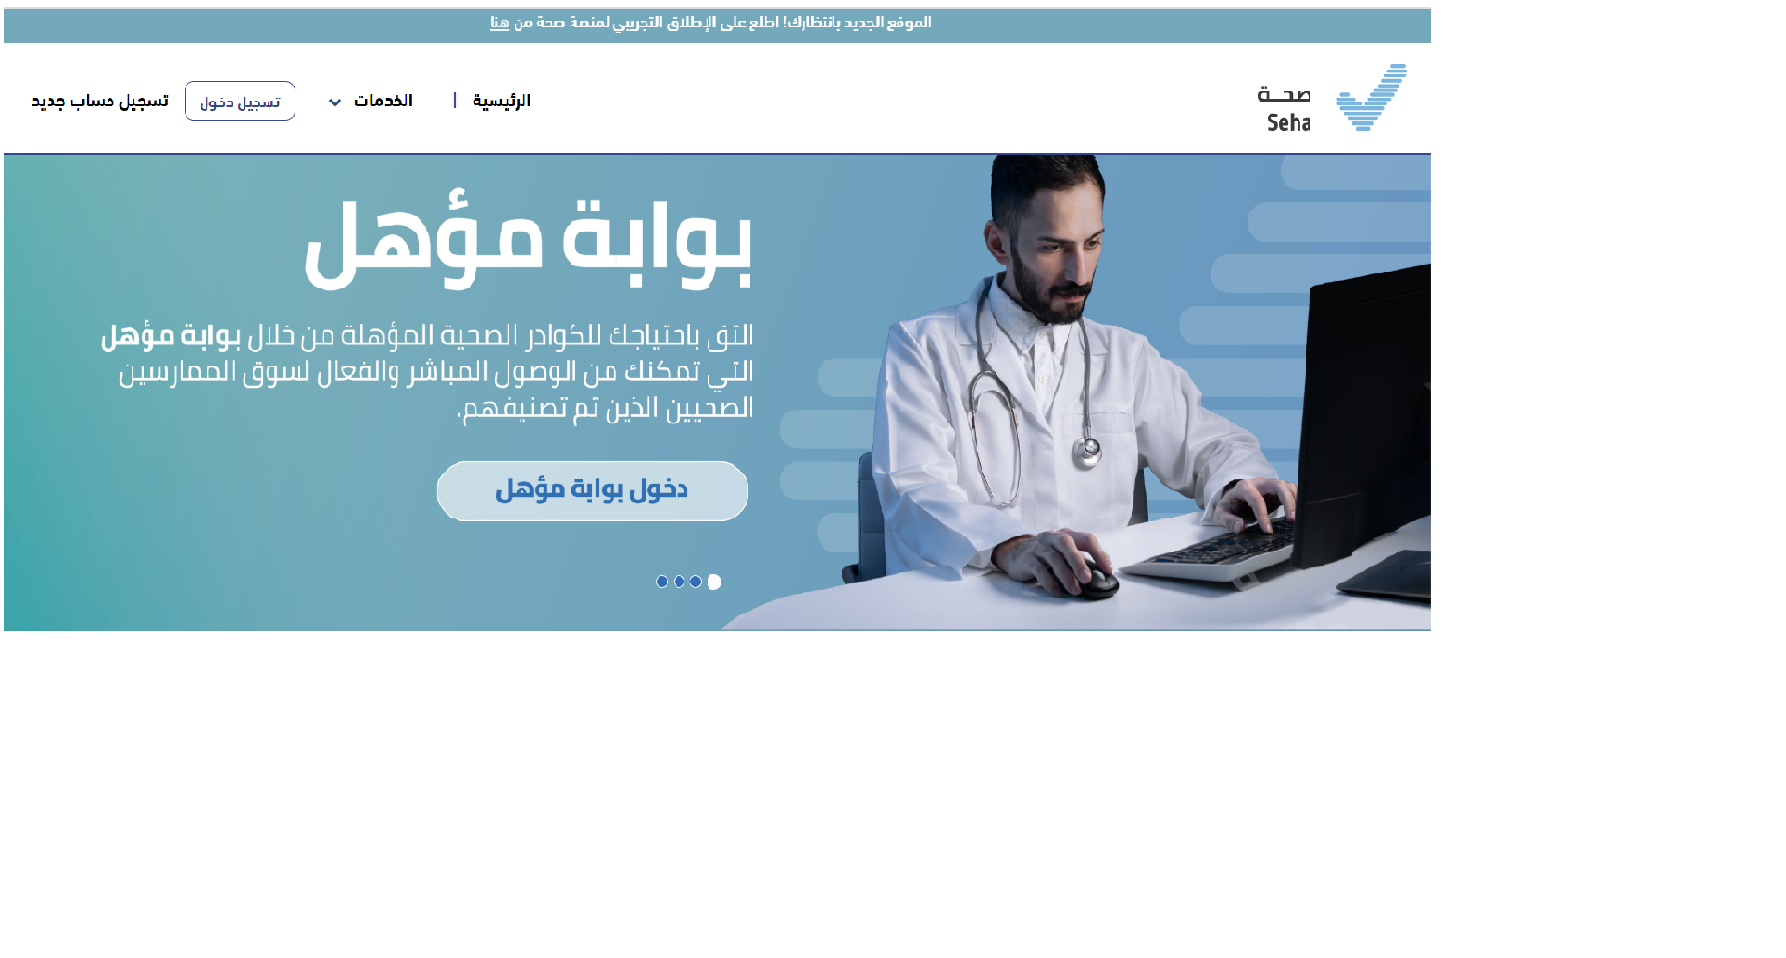 الموقع الجديد بانتظارك! اطلع على الإطلاق التجريبي لمنصة صحة من هنا
صحــة
Seha
الرئيسية | الخدمات
تسجيل دخول
تسجيل حساب جديد
بوابة مؤهل
التق باحتياجك للكوادر الصحية المؤهلة من خلال بوابة مؤهل
التي تمكنك من الوصول المباشر والفعال لسوق الممارسين
الصحيين الذين تم تصنيفهم.
دخول بوابة مؤهل